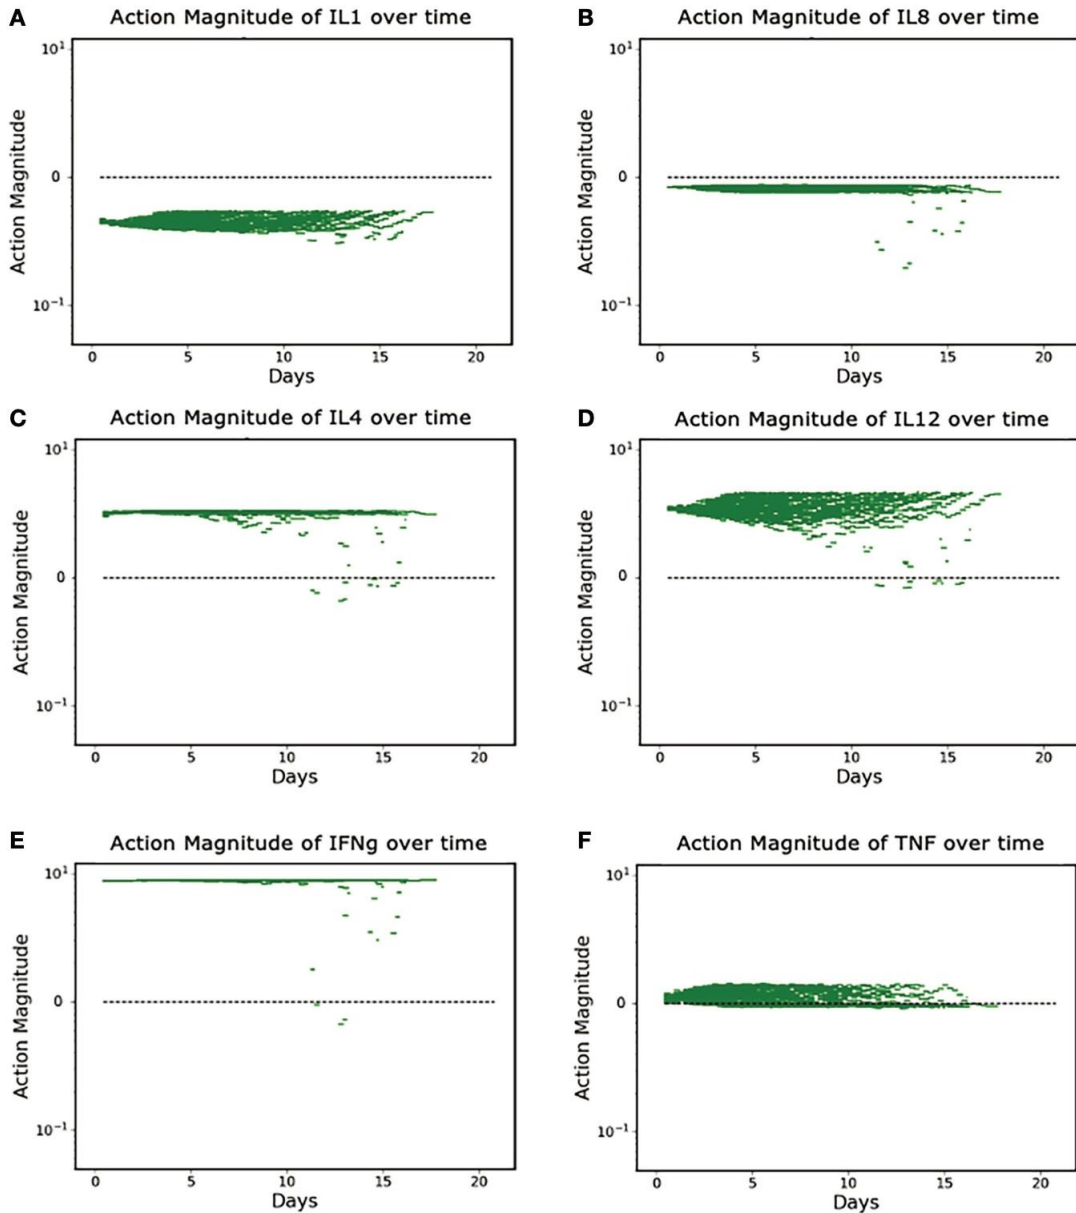 A Action Magnitude of IL1 over time
10¹
0
10⁻¹
Action Magnitude
0 5 10 15 20
Days
B Action Magnitude of IL8 over time
10¹
0
10⁻¹
Action Magnitude
0 5 10 15 20
Days
C Action Magnitude of IL4 over time
10¹
0
10⁻¹
Action Magnitude
0 5 10 15 20
Days
D Action Magnitude of IL12 over time
10¹
0
10⁻¹
Action Magnitude
0 5 10 15 20
Days
E Action Magnitude of IFNg over time
10¹
0
10⁻¹
Action Magnitude
0 5 10 15 20
Days
F Action Magnitude of TNF over time
10¹
0
10⁻¹
Action Magnitude
0 5 10 15 20
Days